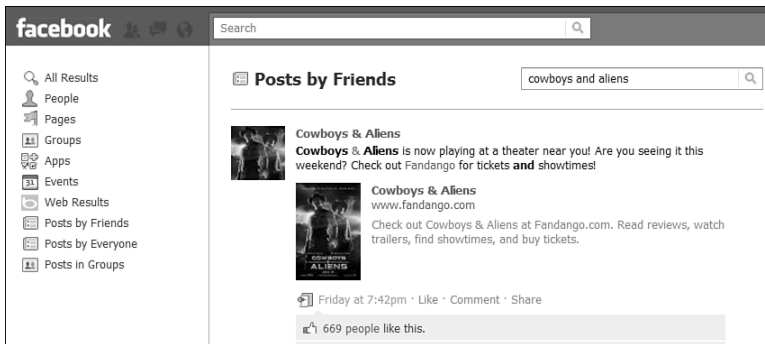 facebook
Search
All Results
People
Pages
Groups
Apps
31 Events
Web Results
Posts by Friends
Posts by Everyone
Posts in Groups
Posts by Friends
cowboys and aliens
Cowboys & Aliens
Cowboys & Aliens is now playing at a theater near you! Are you seeing it this
weekend? Check out Fandango for tickets and showtimes!
COWBOYS
& 
ALIENS
Cowboys & Aliens
www.fandango.com
Check out Cowboys & Aliens at Fandango.com. Read reviews, watch
trailers, find showtimes, and buy tickets.
Friday at 7:42pm · Like · Comment · Share
669 people like this.